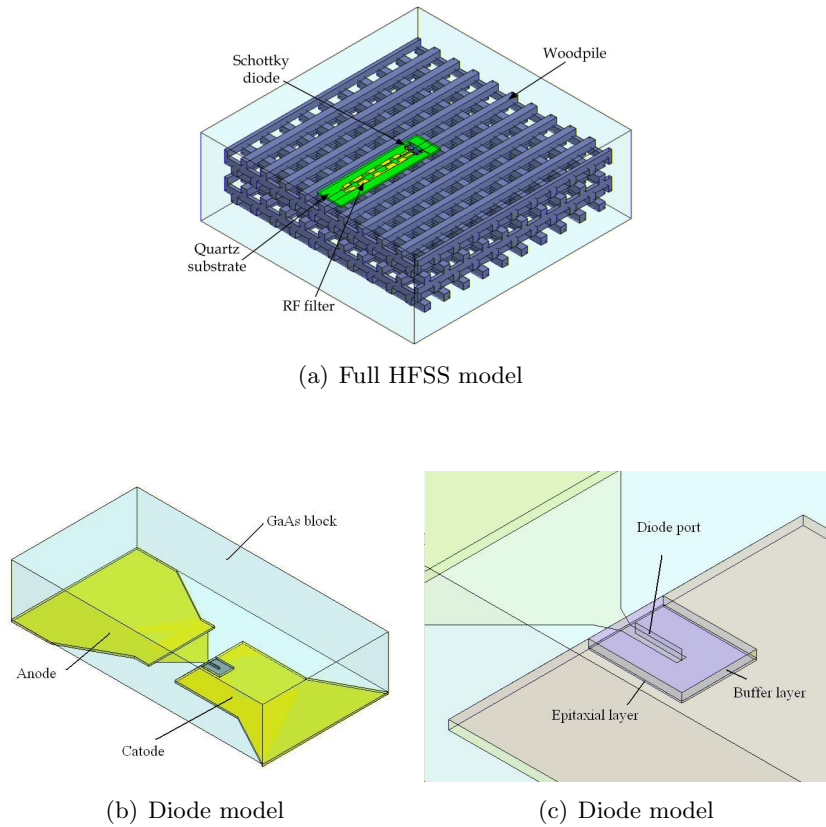 Schottky
diode
Woodpile
Quartz
substrate
RF filter
(a) Full HFSS model
GaAs block
Anode
Catode
(b) Diode model
Diode port
Buffer layer
Epitaxial layer
(c) Diode model